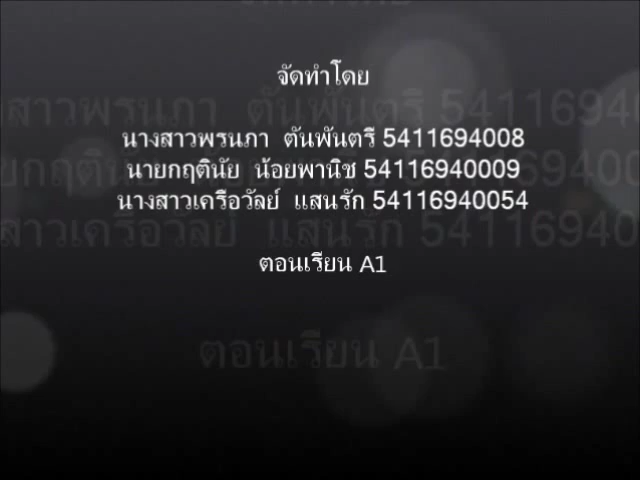 จัดทำโดย
นางสาวพรนภา ตันพันตรี 5411694008
นายกฤตินัย น้อยพานิช 54116940009
นางสาวเครือวัลย์ แสนรัก 54116940054
ตอนเรียน A1